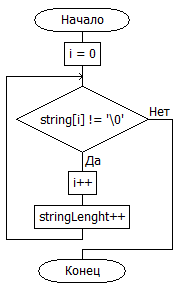 Начало
i = 0
string[i] != '\0'
Нет
Да
i++
stringLenght++
Конец